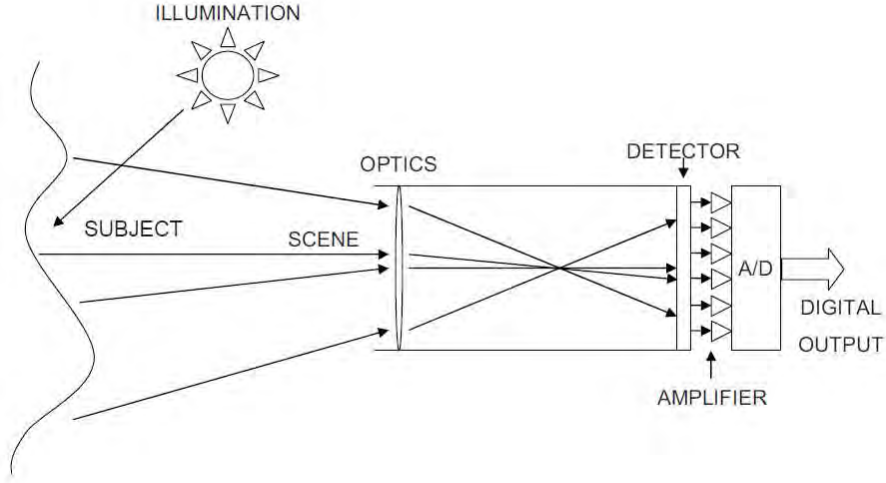 ILLUMINATION
OPTICS
DETECTOR
SUBJECT
SCENE
A/D
DIGITAL
OUTPUT
AMPLIFIER